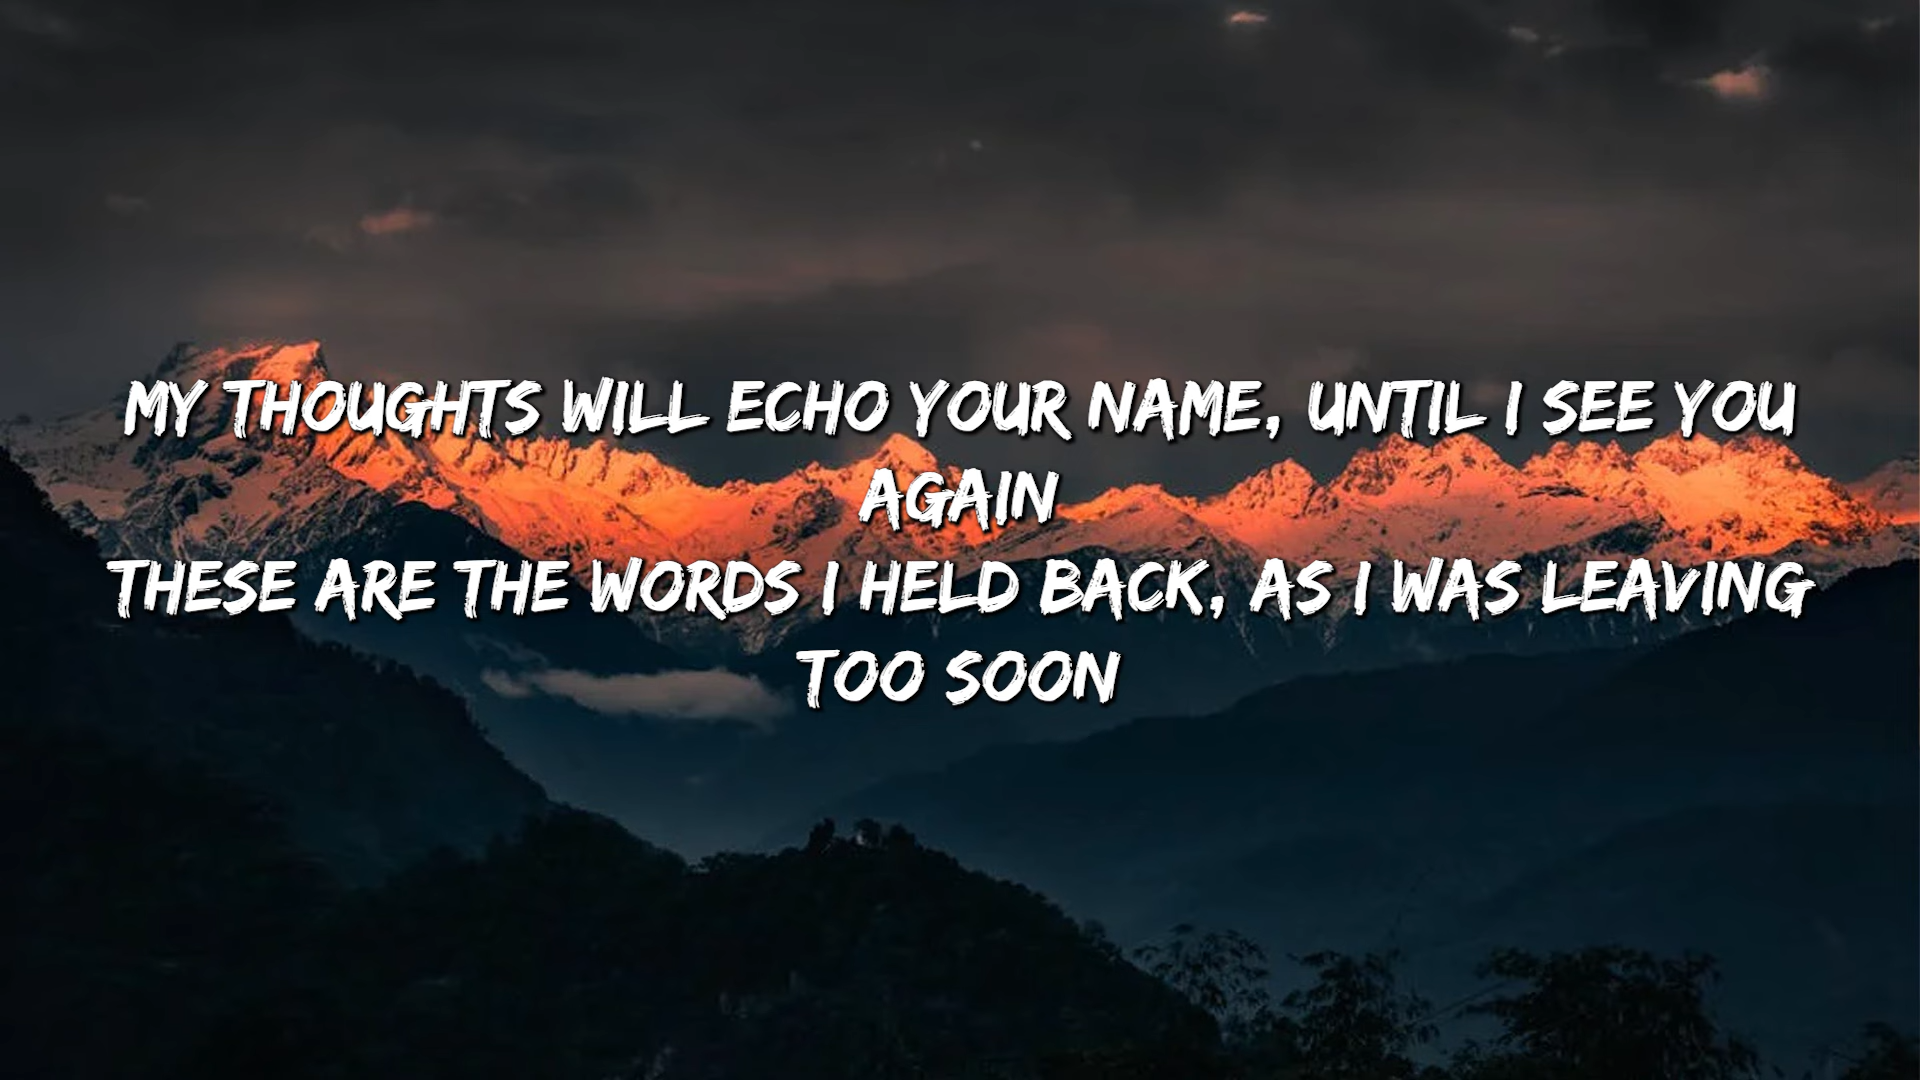 MY THOUGHTS WILL ECHO YOUR NAME, UNTIL I SEE YOU
AGAIN
THESE ARE THE WORDS I HELD BACK, AS I WAS LEAVING
TOO SOON